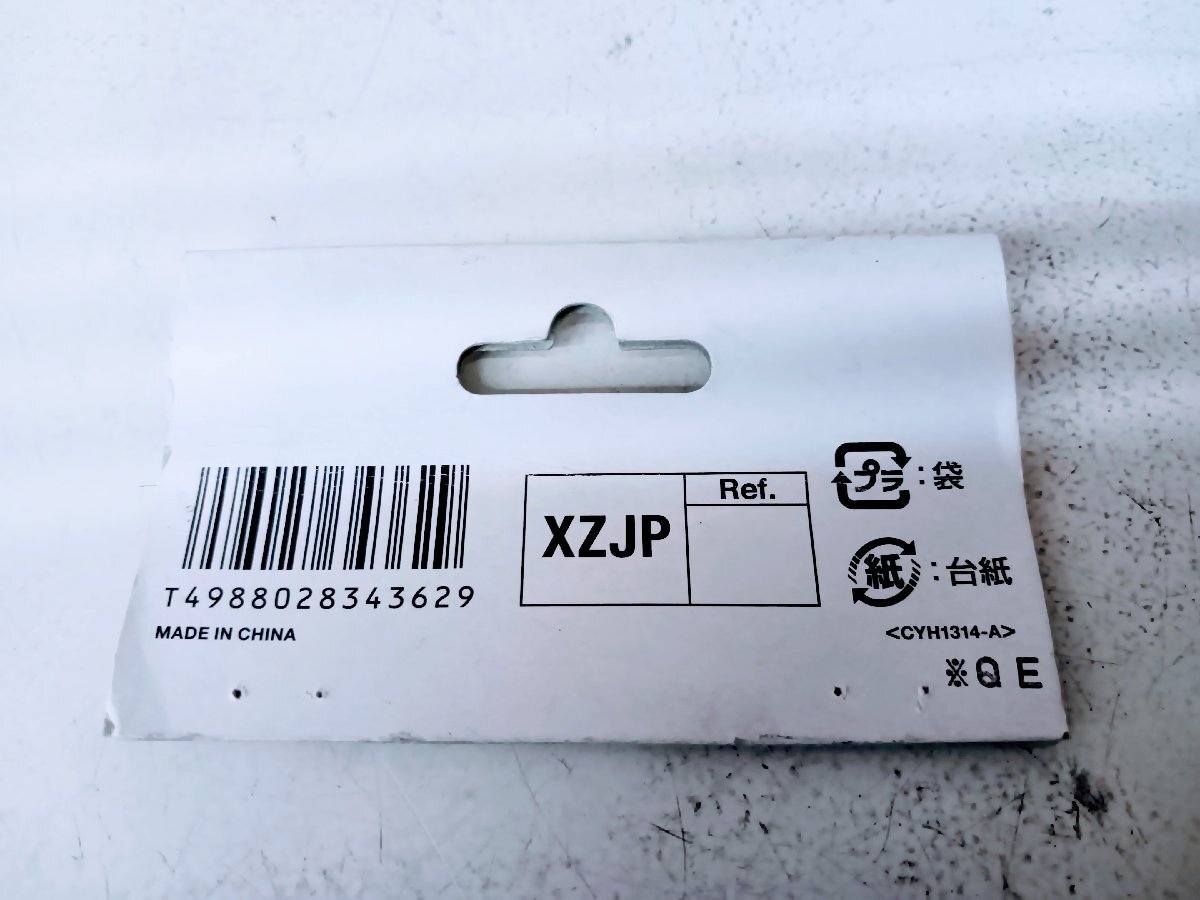 T4988028343629
MADE IN CHINA
XZJP
Ref.
プラ:袋
紙:台紙
<CYH1314-A>
※Q E